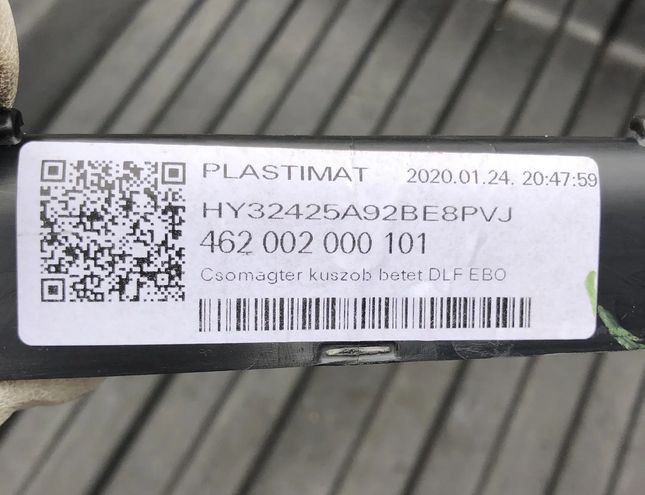 PLASTIMAT 2020.01.24. 20:47:59
HY32425A92BE8PVJ
462 002 000 101
Csomagter kuszob betet DLF EBO